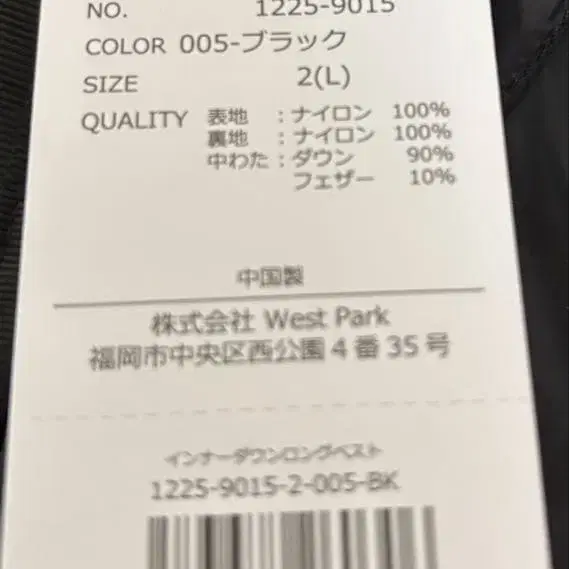 NO. 1225-9015
COLOR 005-ブラック
SIZE 2(L)
QUALITY 表地 :ナイロン 100%
裏地 :ナイロン 100%
中わた:ダウン 90%
フェザー 10%
中国製
株式会社 West Park
福岡市中央区西公園4番35号
インナーダウンロングベスト
1225-9015-2-005-BK